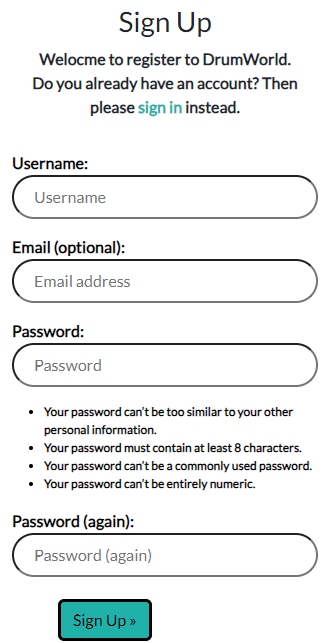 Sign Up
Welocme to register to DrumWorld.
Do you already have an account? Then
please sign in instead.
Username:
Username
Email (optional):
Email address
Password:
Password
• Your password can’t be too similar to your other
personal information.
• Your password must contain at least 8 characters.
• Your password can’t be a commonly used password.
• Your password can’t be entirely numeric.
Password (again):
Password (again)
Sign Up »